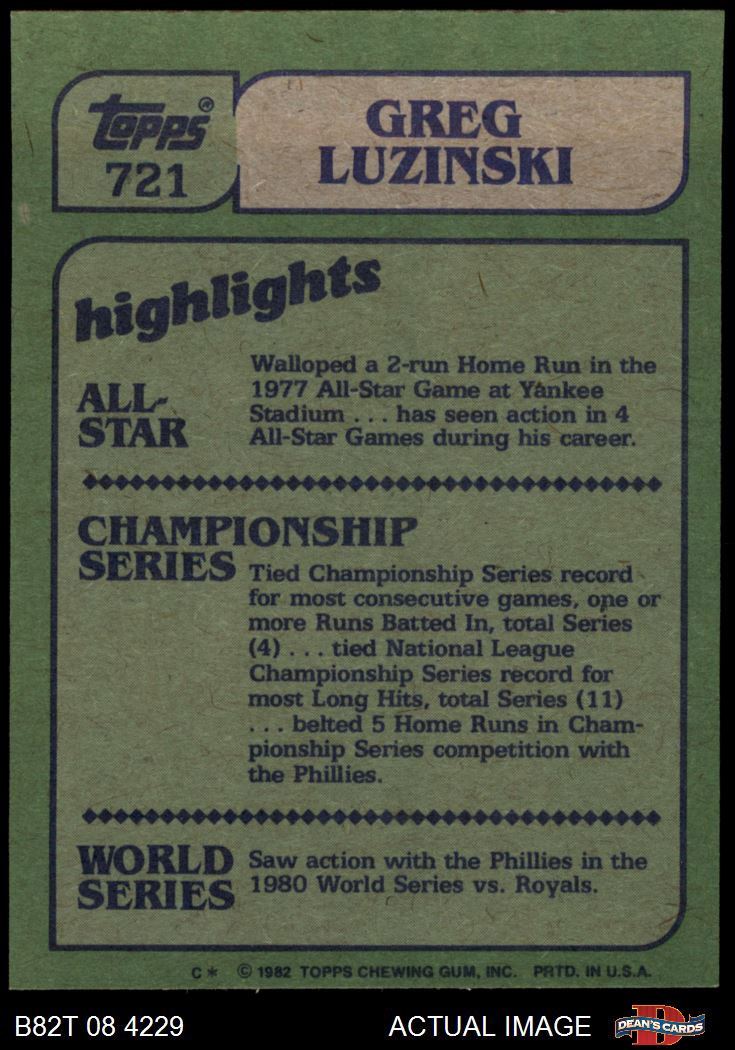 Topps®
721
GREG
LUZINSKI
highlights
ALL-
STAR
Walloped a 2-run Home Run in the
1977 All-Star Game at Yankee
Stadium . . . has seen action in 4
All-Star Games during his career.
CHAMPIONSHIP
SERIES
Tied Championship Series record
for most consecutive games, one or
more Runs Batted In, total Series
(4) . . . tied National League
Championship Series record for
most Long Hits, total Series (11)
. . . belted 5 Home Runs in Cham-
pionship Series competition with
the Phillies.
WORLD
SERIES
Saw action with the Phillies in the
1980 World Series vs. Royals.
C* © 1982 TOPPS CHEWING GUM, INC. PRTD. IN U.S.A.
B82T 08 4229
ACTUAL IMAGE
D
DEAN'S CARDS